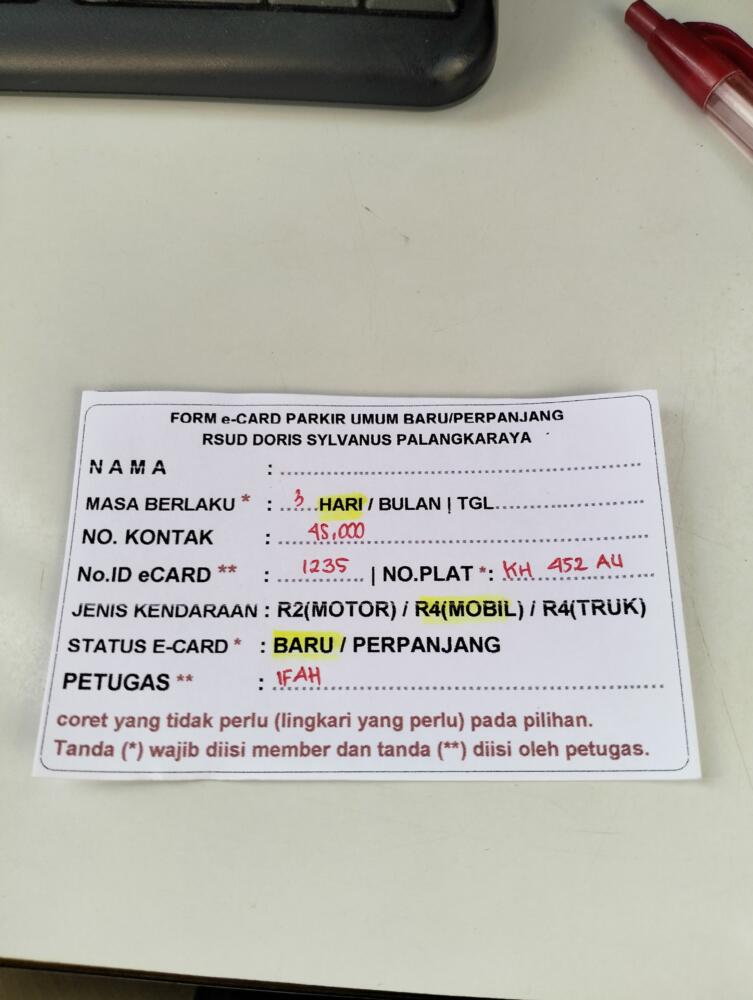 FORM e-CARD PARKIR UMUM BARU/PERPANJANG
RSUD DORIS SYLVANUS PALANGKARAYA
N A M A :
MASA BERLAKU * : 3 HARI / BULAN | TGL
NO. KONTAK : 45,000
No.ID eCARD ** : 1235 | NO.PLAT *: KH 452 AU
JENIS KENDARAAN : R2(MOTOR) / R4(MOBIL) / R4(TRUK)
STATUS E-CARD * : BARU / PERPANJANG
PETUGAS ** : IFAH
coret yang tidak perlu (lingkari yang perlu) pada pilihan.
Tanda (*) wajib diisi member dan tanda (**) diisi oleh petugas.